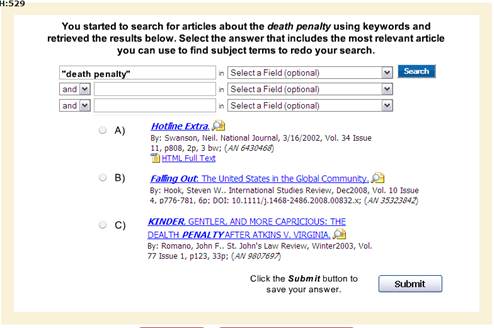 H:529
You started to search for articles about the death penalty using keywords and
retrieved the results below. Select the answer that includes the most relevant article
you can use to find subject terms to redo your search.
"death penalty" in Select a Field (optional) Search
and in Select a Field (optional)
and in Select a Field (optional)
A) Hotline Extra.
By: Swanson, Neil. National Journal, 3/16/2002, Vol. 34 Issue
11, p808, 2p, 3 bw; (AN 6430468)
HTML Full Text
B) Falling Out: The United States in the Global Community.
By: Hook, Steven W.. International Studies Review, Dec2008, Vol. 10 Issue
4, p776-781, 6p; DOI: 10.1111/j.1468-2486.2008.00832.x; (AN 35323842)
C) KINDER, GENTLER, AND MORE CAPRICIOUS: THE
DEALTH PENALTY AFTER ATKINS V. VIRGINIA.
By: Romano, John F.. St. John's Law Review, Winter2003, Vol.
77 Issue 1, p123, 33p; (AN 9807697)
Click the Submit button to
save your answer.
Submit